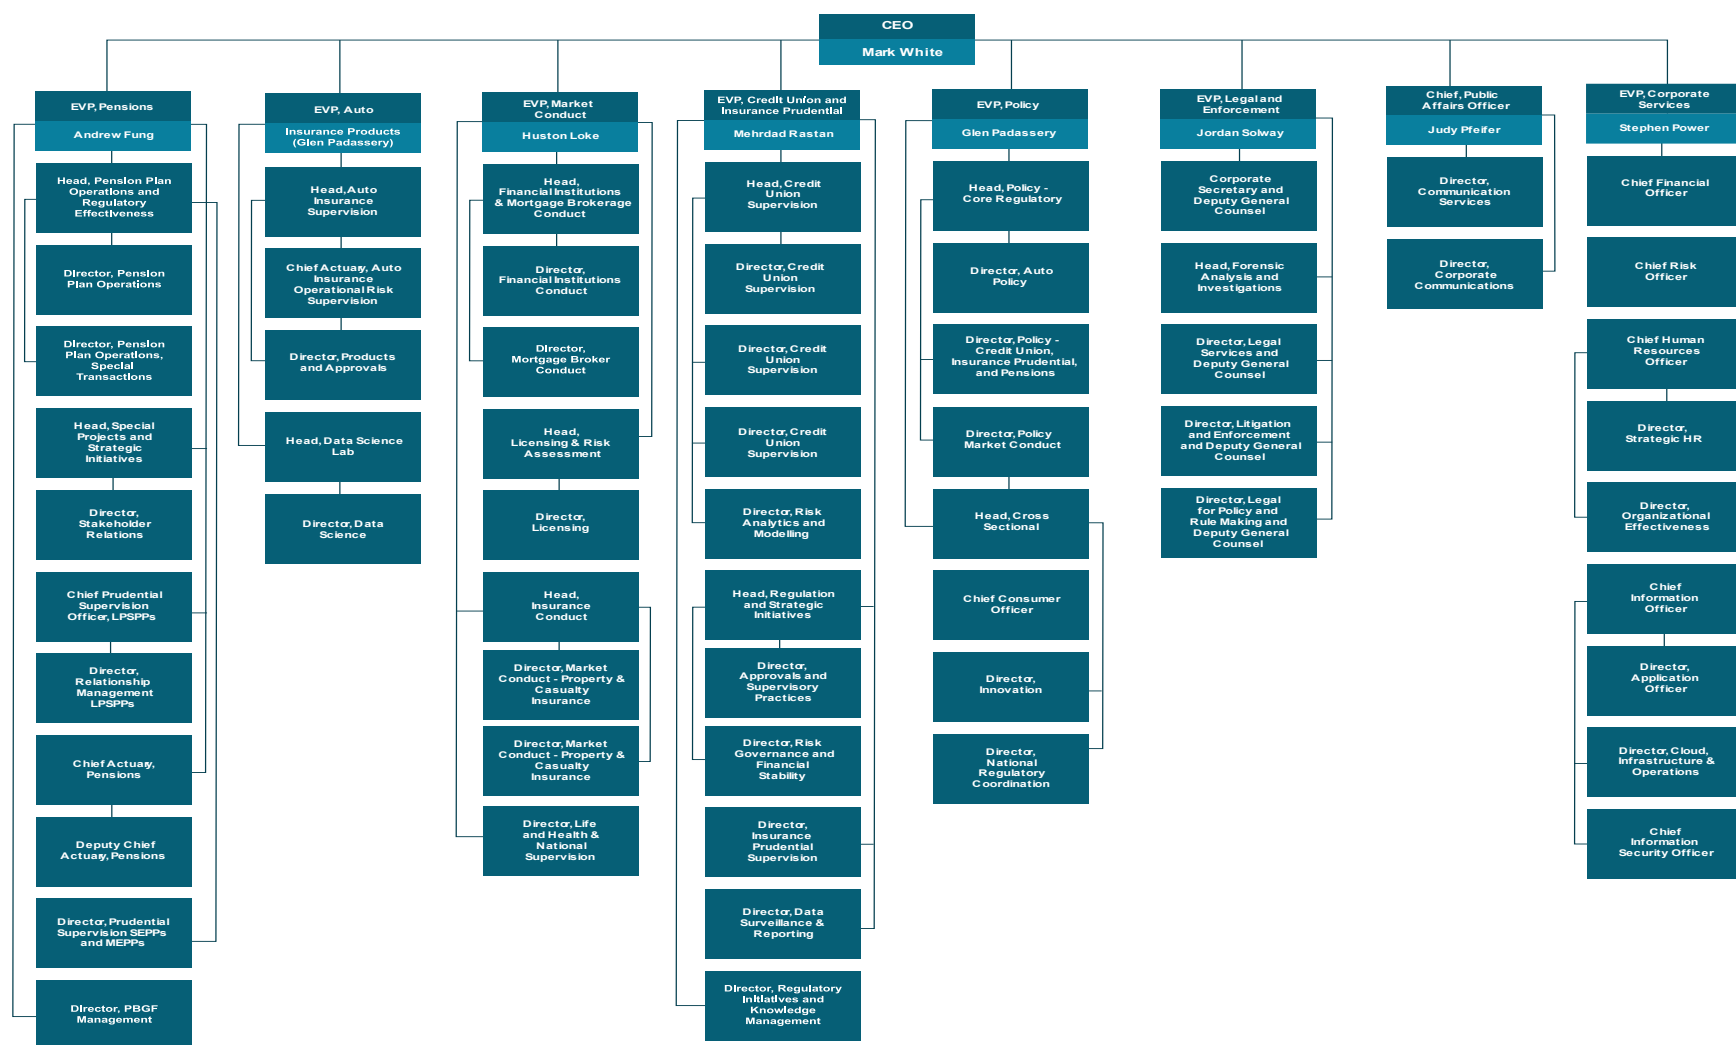 CEO
Mark White
EVP, Pensions
Andrew Fung
Head, Pension Plan
Operations and
Regulatory
Effectiveness
Director, Pension
Plan Operations
Director, Pension
Plan Operations,
Special
Transactions
Head, Special
Projects and
Strategic
Initiatives
Director,
Stakeholder
Relations
Chief Prudential
Supervision
Officer, LPSPPs
Director,
Relationship
Management
LPSPPs
Chief Actuary,
Pensions
Deputy Chief
Actuary, Pensions
Director, Prudential
Supervision SEPPs
and MEPPs
Director, PBGF
Management
EVP, Auto
Insurance Products
(Glen Padassery)
Head, Auto
Insurance
Supervision
Chief Actuary, Auto
Insurance
Operational Risk
Supervision
Director, Products
and Approvals
Head, Data Science
Lab
Director, Data
Science
EVP, Market
Conduct
Huston Loke
Head,
Financial Institutions
& Mortgage Brokerage
Conduct
Director,
Financial Institutions
Conduct
Director,
Mortgage Broker
Conduct
Head,
Licensing & Risk
Assessment
Director,
Licensing
Head,
Insurance
Conduct
Director, Market
Conduct - Property &
Casualty
Insurance
Director, Market
Conduct - Property &
Casualty
Insurance
Director, Life
and Health &
National
Supervision
EVP, Credit Union and
Insurance Prudential
Mehrdad Rastan
Head, Credit
Union
Supervision
Director, Credit
Union
Supervision
Director, Credit
Union
Supervision
Director, Credit
Union
Supervision
Director, Risk
Analytics and
Modelling
Head, Regulation
and Strategic
Initiatives
Director,
Approvals and
Supervisory
Practices
Director, Risk
Governance and
Financial
Stability
Director,
Insurance
Prudential
Supervision
Director, Data
Surveillance &
Reporting
Director, Regulatory
Initiatives and
Knowledge
Management
EVP, Policy
Glen Padassery
Head, Policy -
Core Regulatory
Director, Auto
Policy
Director, Policy -
Credit Union,
Insurance Prudential,
and Pensions
Director, Policy
Market Conduct
Head, Cross
Sectional
Chief Consumer
Officer
Director,
Innovation
Director,
National
Regulatory
Coordination
EVP, Legal and
Enforcement
Jordan Solway
Corporate
Secretary and
Deputy General
Counsel
Head, Forensic
Analysis and
Investigations
Director, Legal
Services and
Deputy General
Counsel
Director, Litigation
and Enforcement
and Deputy General
Counsel
Director, Legal
for Policy and
Rule Making and
Deputy General
Counsel
Chief, Public
Affairs Officer
Judy Pfeifer
Director,
Communication
Services
Director,
Corporate
Communications
EVP, Corporate
Services
Stephen Power
Chief Financial
Officer
Chief Risk
Officer
Chief Human
Resources
Officer
Director,
Strategic HR
Director,
Organizational
Effectiveness
Chief
Information
Officer
Director,
Application
Officer
Director, Cloud,
Infrastructure &
Operations
Chief
Information
Security Officer